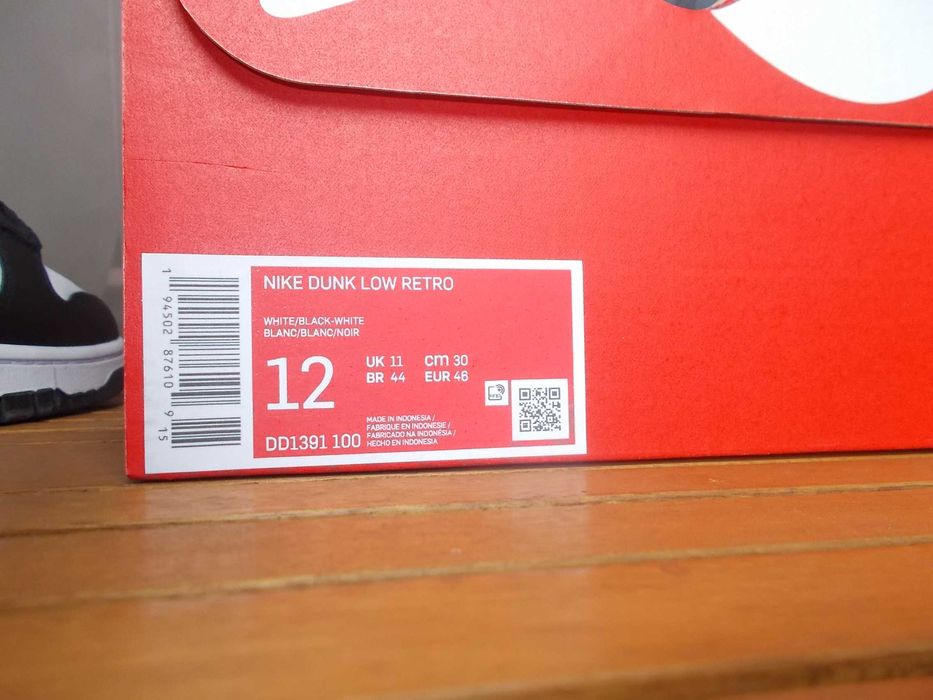 NIKE DUNK LOW RETRO
WHITE/BLACK-WHITE
BLANC/BLANC/NOIR
12
UK 11 cm 30
BR 44 EUR 46
DD1391 100
MADE IN INDONESIA /
FABRIQUE EN INDONESIE /
FABRICADO NA INDONÉSIA /
HECHO EN INDONESIA
1 94502 87610 9 15